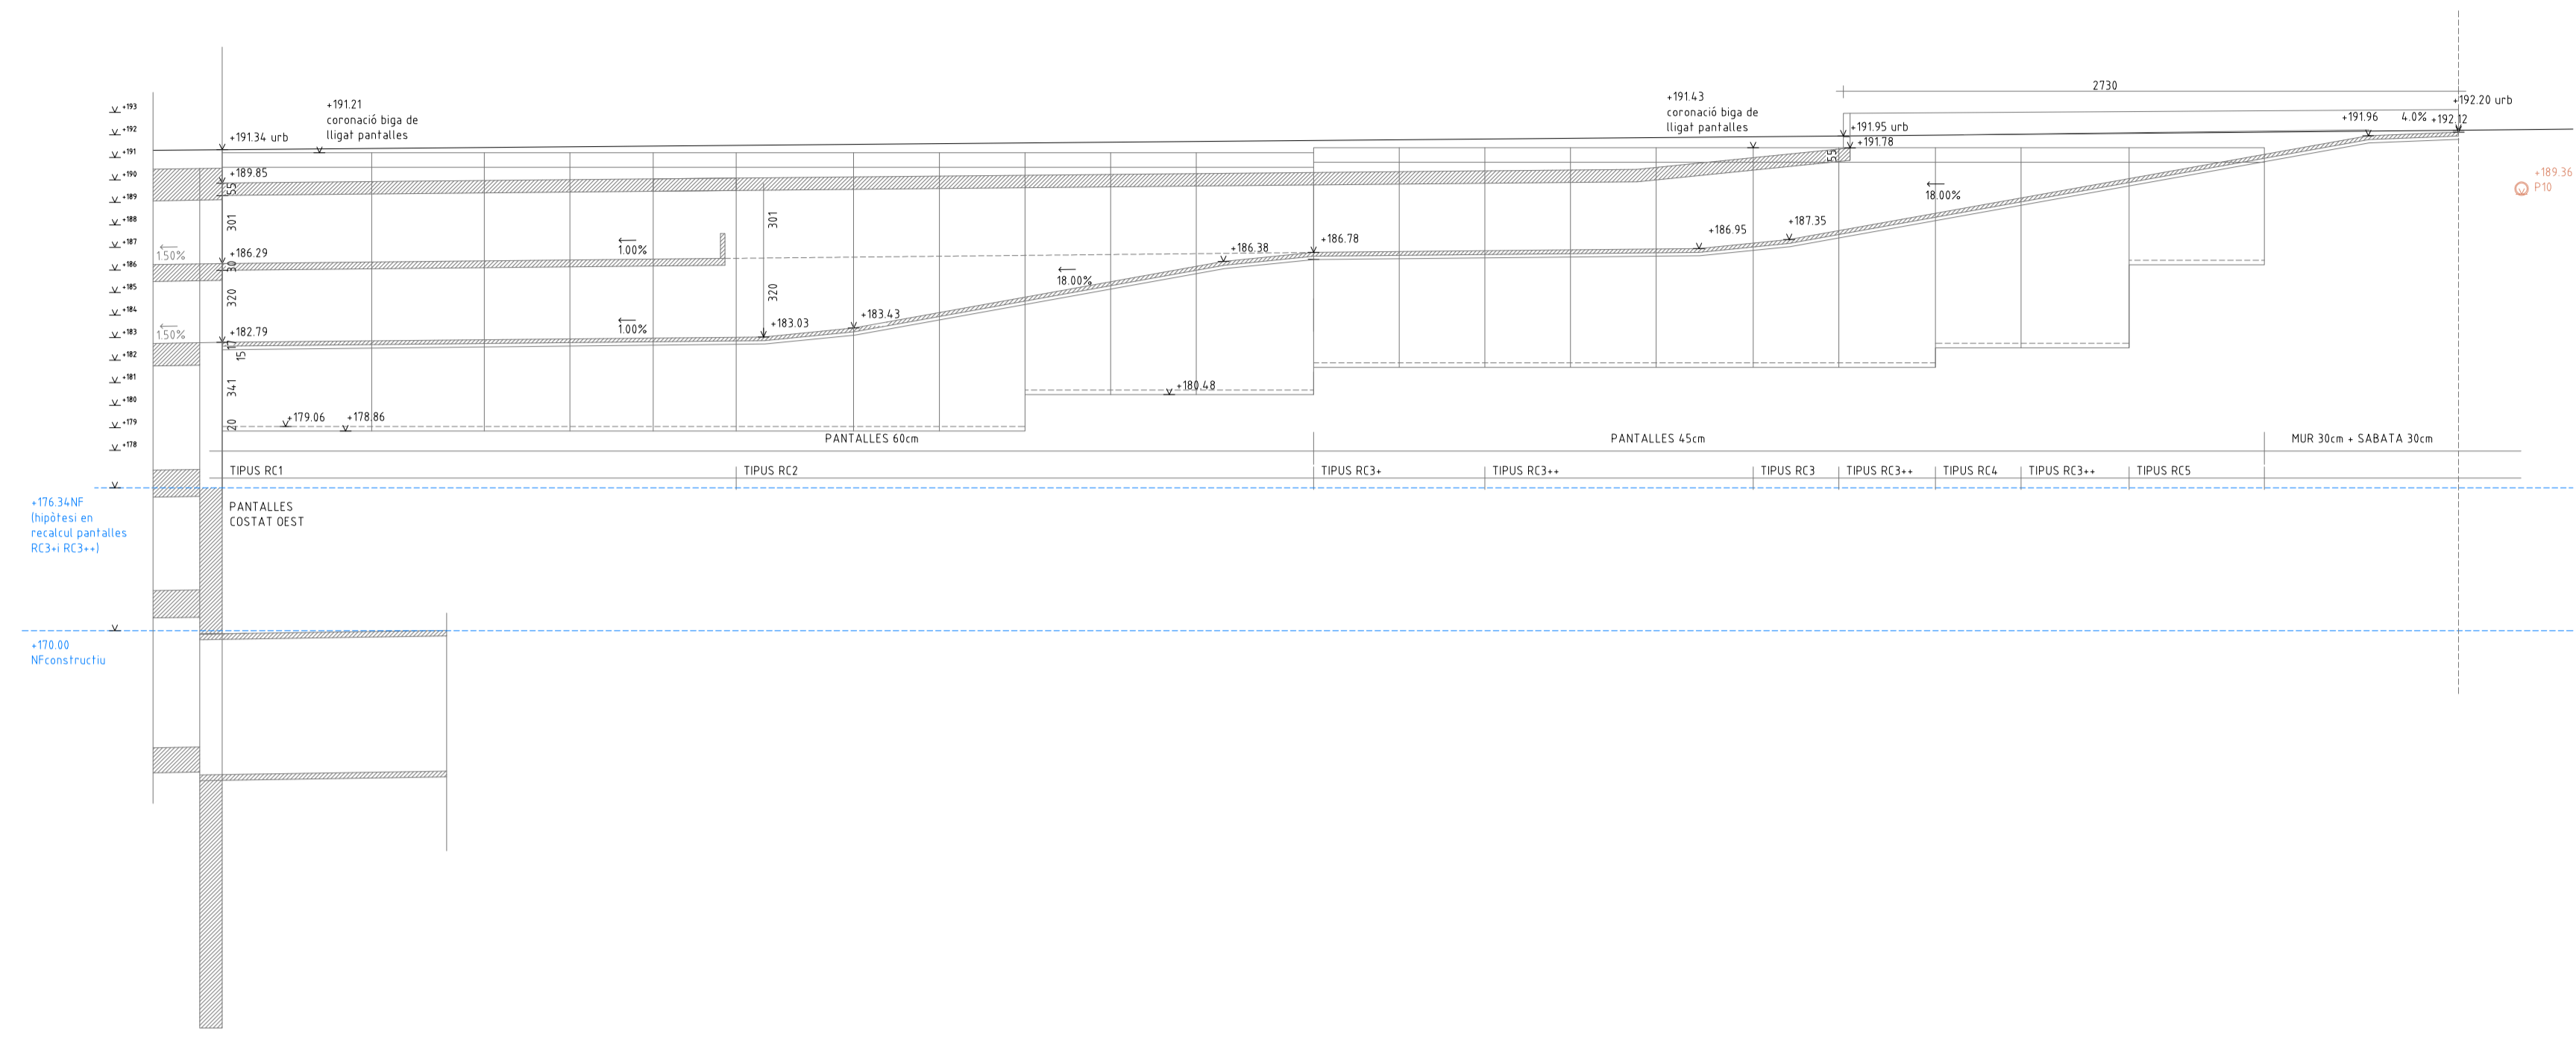 2730
+191.43
coronació biga de
lligat pantalles
+192.20 urb
+191.21
coronació biga de
lligat pantalles
+191.96
4.0%
+192.12
+191.34 urb
+191.95 urb
+191.78
55
+193
+192
+191
+190
+189
+188
+187
+186
+185
+184
+183
+182
+181
+180
+179
+178
+189.85
55
301
1.50%
+186.29
30
320
1.50%
+182.79
17
15
341
20
+179.06
+178.86
1.00%
1.00%
301
320
+183.03
+183.43
18.00%
+186.38
+186.78
+180.48
+186.95
+187.35
18.00%
+189.36
P10
PANTALLES 60cm
PANTALLES 45cm
MUR 30cm + SABATA 30cm
TIPUS RC1
TIPUS RC2
TIPUS RC3+
TIPUS RC3++
TIPUS RC3
TIPUS RC3++
TIPUS RC4
TIPUS RC3++
TIPUS RC5
PANTALLES
COSTAT OEST
+176.34NF
(hipòtesi en
recalcul pantalles
RC3+i RC3++)
+170.00
NFconstructiu